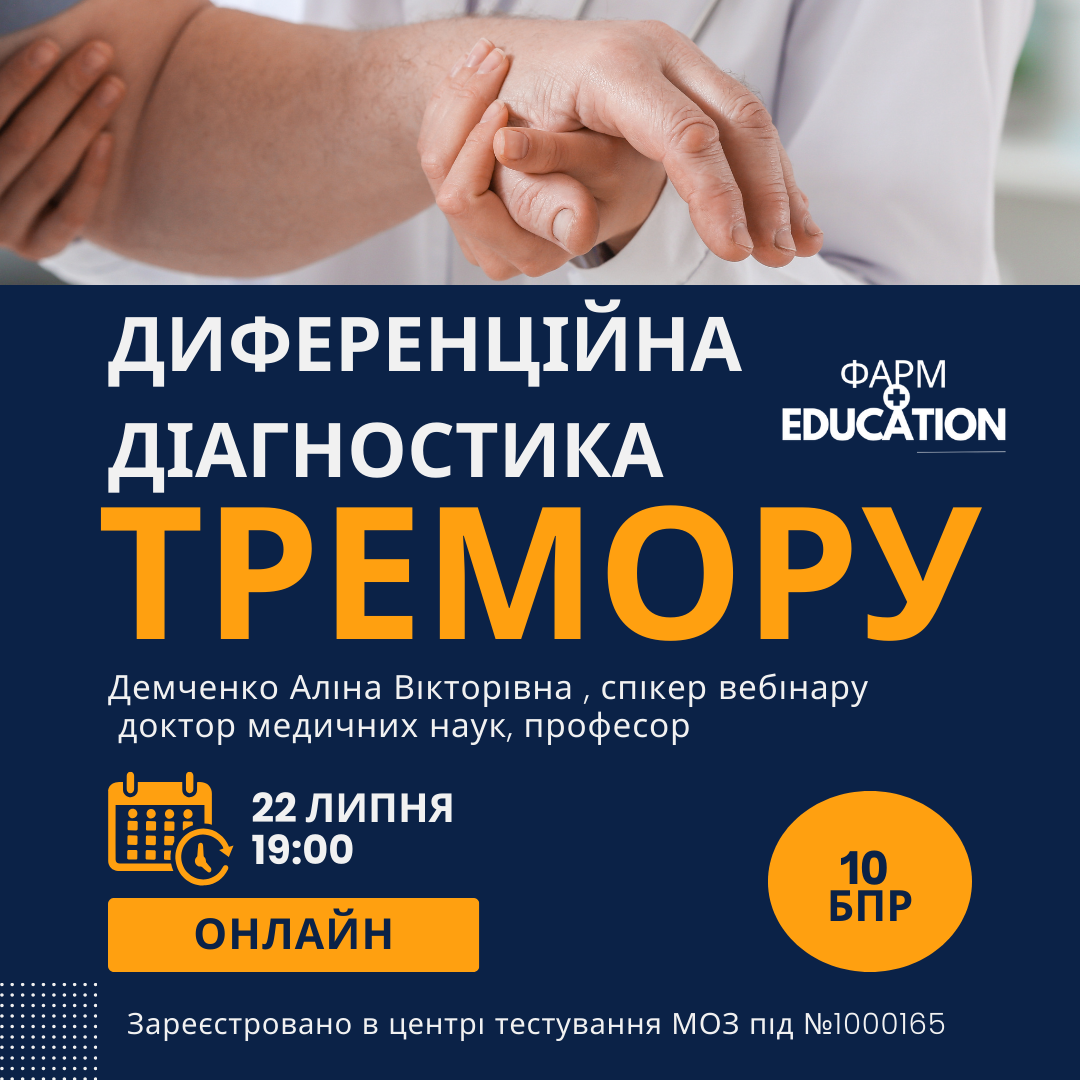 ДИФЕРЕНЦІЙНА
ДІАГНОСТИКА
ФАРМ
EDUCATION
ТРЕМОРУ
Демченко Аліна Вікторівна , спікер вебінару
доктор медичних наук, професор
22 ЛИПНЯ
19:00
ОНЛАЙН
10
БПР
Зареєстровано в центрі тестування МОЗ під №1000165